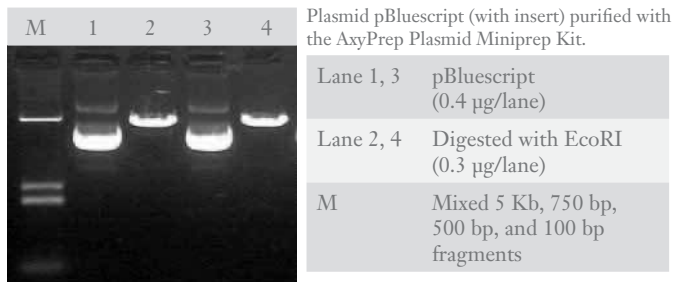 M 1 2 3 4
Plasmid pBluescript (with insert) purified with
the AxyPrep Plasmid Miniprep Kit.
Lane 1, 3 pBluescript
(0.4 µg/lane)
Lane 2, 4 Digested with EcoRI
(0.3 µg/lane)
M Mixed 5 Kb, 750 bp,
500 bp, and 100 bp
fragments